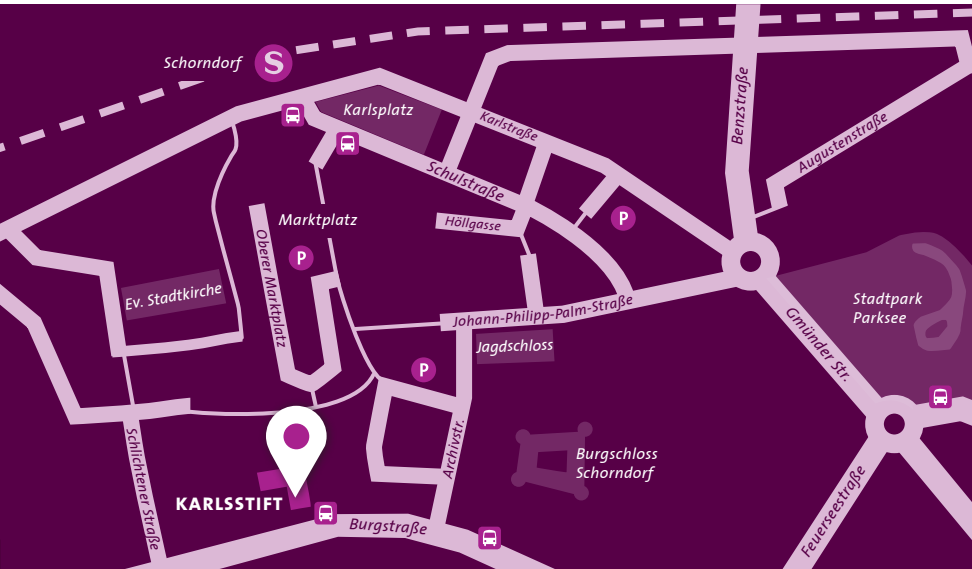 Schorndorf
S
Karlsplatz
Karlstraße
Benzstraße
Augustenstraße
Schulstraße
Marktplatz
Höllgasse
P
P
Oberer Marktplatz
Ev. Stadtkirche
Johann-Philipp-Palm-Straße
Stadtpark
Parksee
Jagdschloss
Gmünder Str.
P
Archivstr.
Burgschloss
Schorndorf
Schlichtener Straße
KARLSSTIFT
Burgstraße
Feuerseestraße